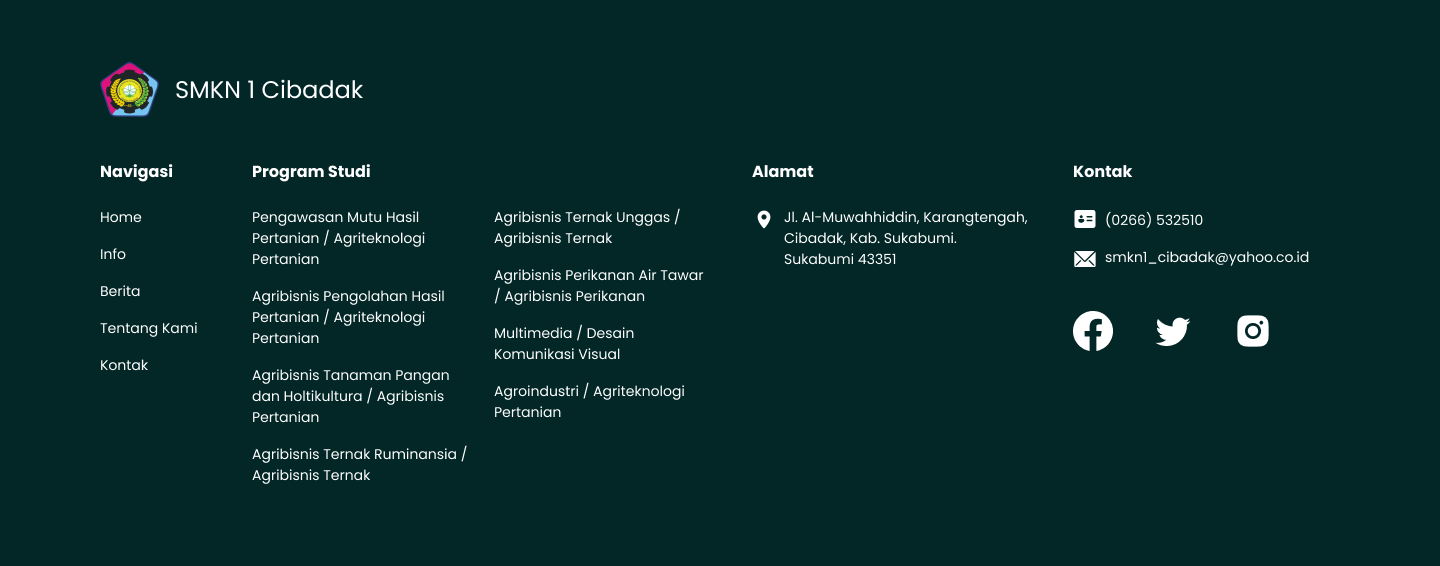 SMKN 1 Cibadak
Navigasi
Home
Info
Berita
Tentang Kami
Kontak
Program Studi
Pengawasan Mutu Hasil
Pertanian / Agriteknologi
Pertanian
Agribisnis Pengolahan Hasil
Pertanian / Agriteknologi
Pertanian
Agribisnis Tanaman Pangan
dan Holtikultura / Agribisnis
Pertanian
Agribisnis Ternak Ruminansia /
Agribisnis Ternak
Agribisnis Ternak Unggas /
Agribisnis Ternak
Agribisnis Perikanan Air Tawar
/ Agribisnis Perikanan
Multimedia / Desain
Komunikasi Visual
Agroindustri / Agriteknologi
Pertanian
Alamat
Jl. Al-Muwahhiddin, Karangtengah,
Cibadak, Kab. Sukabumi.
Sukabumi 43351
Kontak
(0266) 532510
smkn1_cibadak@yahoo.co.id